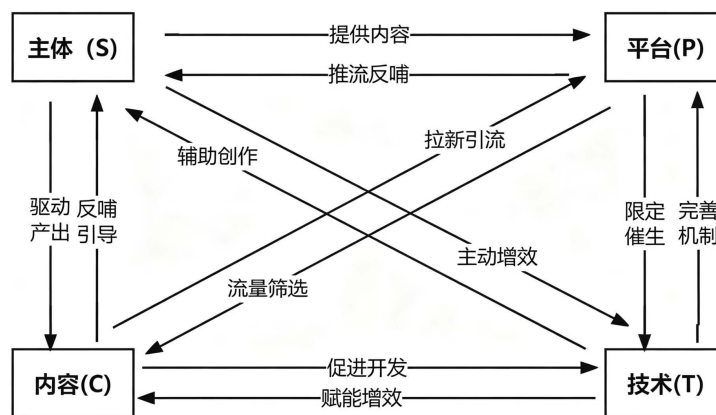 主体（S）
提供内容
平台(P)
推流反哺
辅助创作
拉新引流
驱动
产出
反哺
引导
限定
催生
完善
机制
主动增效
流量筛选
内容(C)
促进开发
技术(T)
赋能增效